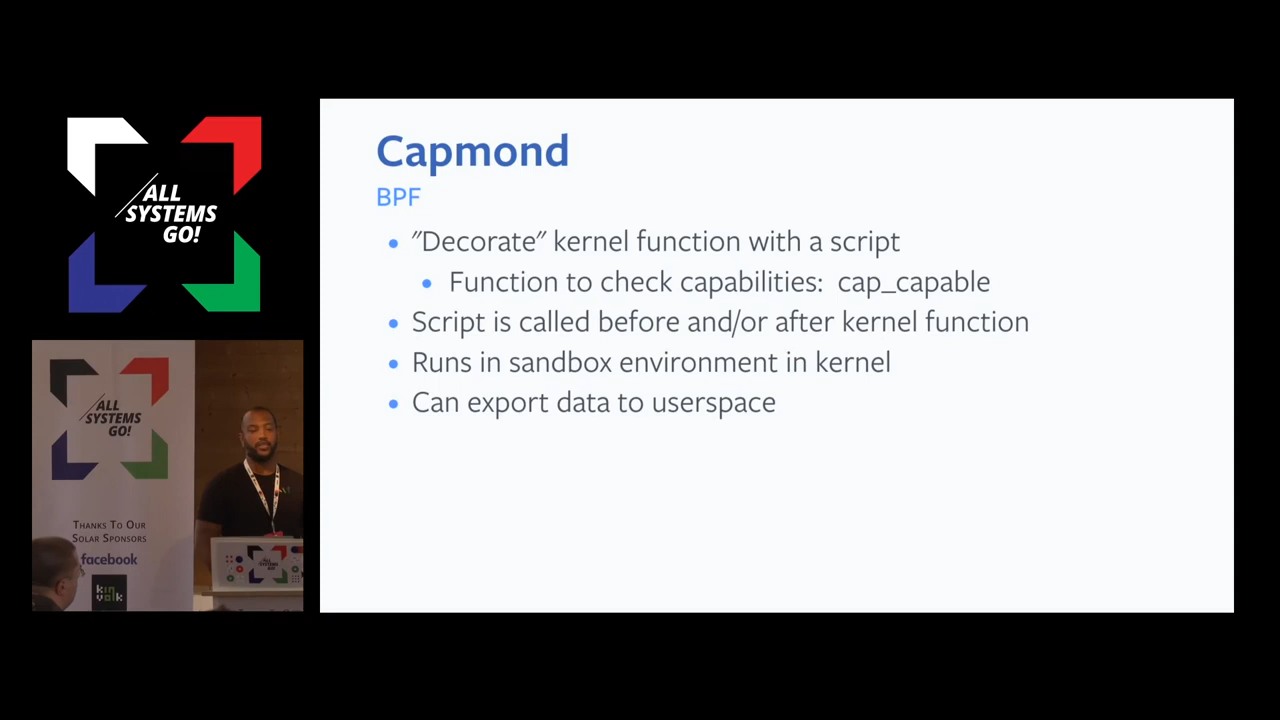 ALL
SYSTEMS
GO!
Capmond
BPF
"Decorate" kernel function with a script
Function to check capabilities: cap_capable
Script is called before and/or after kernel function
Runs in sandbox environment in kernel
Can export data to userspace
ALL
SYSTEMS
GO!
THANKS TO OUR
SOLAR SPONSORS
facebook
kin
volk